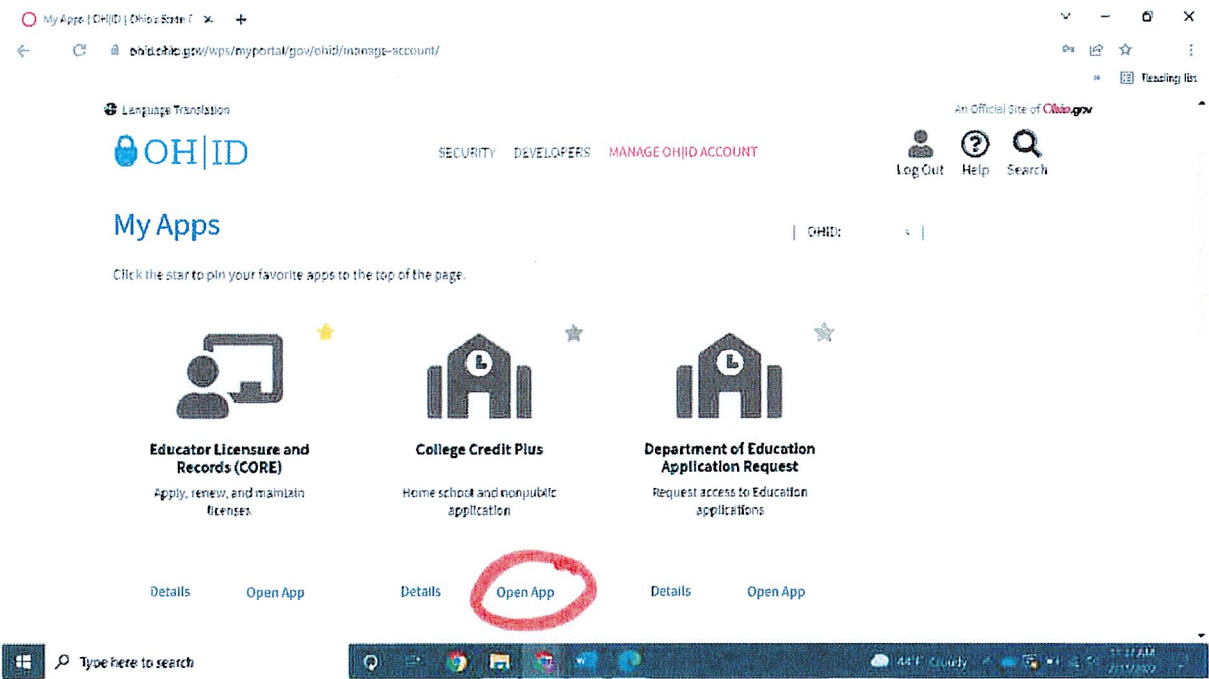 My Apps | OH|ID | Ohio's State
ohid.ohio.gov/wps/myportal/gov/ohid/manage-account/
Reading list
Language Translation
An Official Site of Ohio.gov
OH|ID
SECURITY DEVELOPERS MANAGE OH|ID ACCOUNT
Log Out Help Search
My Apps
OHID:
Click the star to pin your favorite apps to the top of the page.
Educator Licensure and
Records (CORE)
Apply, renew, and maintain
licenses
Details Open App
College Credit Plus
Home school and nonpublic
application
Details Open App
Department of Education
Application Request
Request access to Education
applications
Details Open App
Type here to search
44°F Cloudy